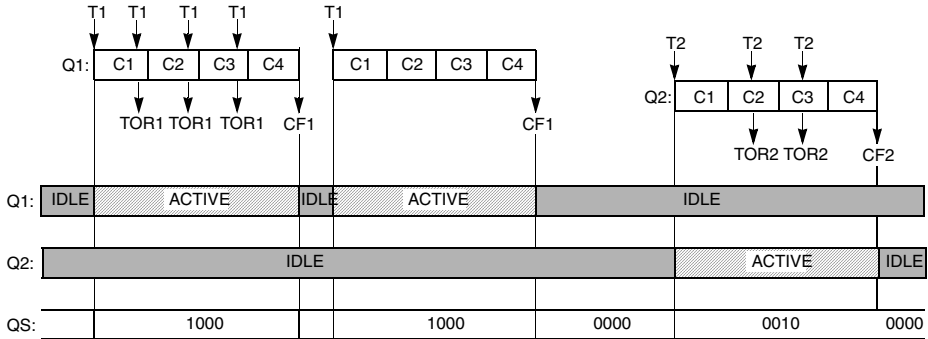 T1 T1 T1 T1 T1
Q1: C1 C2 C3 C4 C1 C2 C3 C4
T2 T2 T2
Q2: C1 C2 C3 C4
TOR1 TOR1 TOR1 CF1 CF1
TOR2 TOR2 CF2
Q1: IDLE ACTIVE IDLE ACTIVE IDLE
Q2: IDLE ACTIVE IDLE
QS: 1000 1000 0000 0010 0000